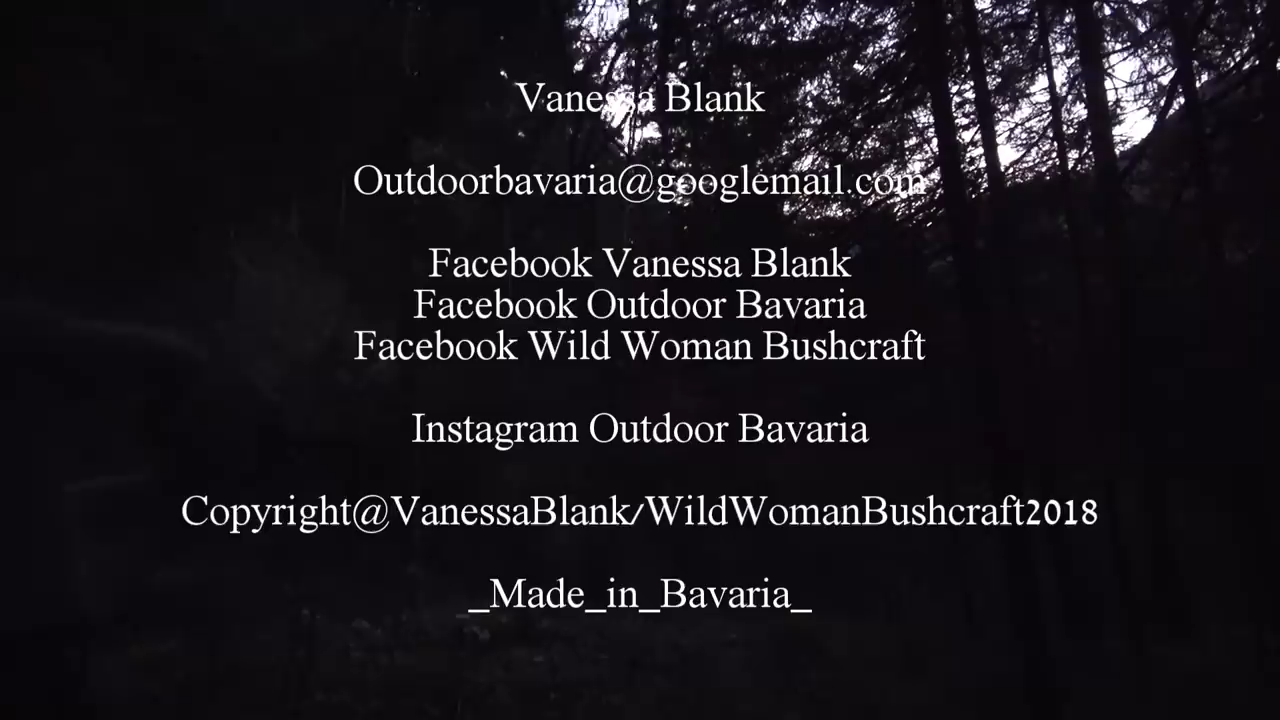 Vanessa Blank
Outdoorbavaria@googlemail.com
Facebook Vanessa Blank
Facebook Outdoor Bavaria
Facebook Wild Woman Bushcraft
Instagram Outdoor Bavaria
Copyright@VanessaBlank/WildWomanBushcraft2018
_Made_in_Bavaria_